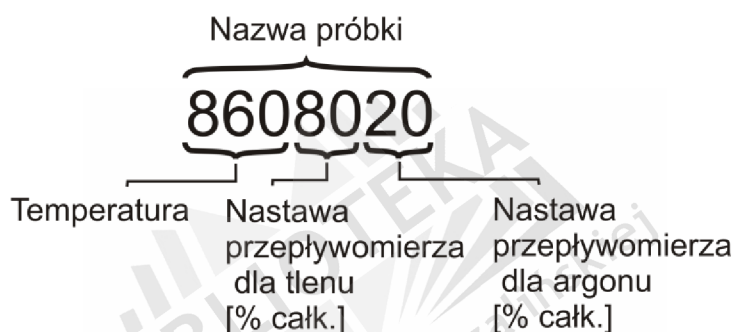 Nazwa próbki
8608020
Temperatura
Nastawa
przepływomierza
dla tlenu
[% całk.]
Nastawa
przepływomierza
dla argonu
[% całk.]